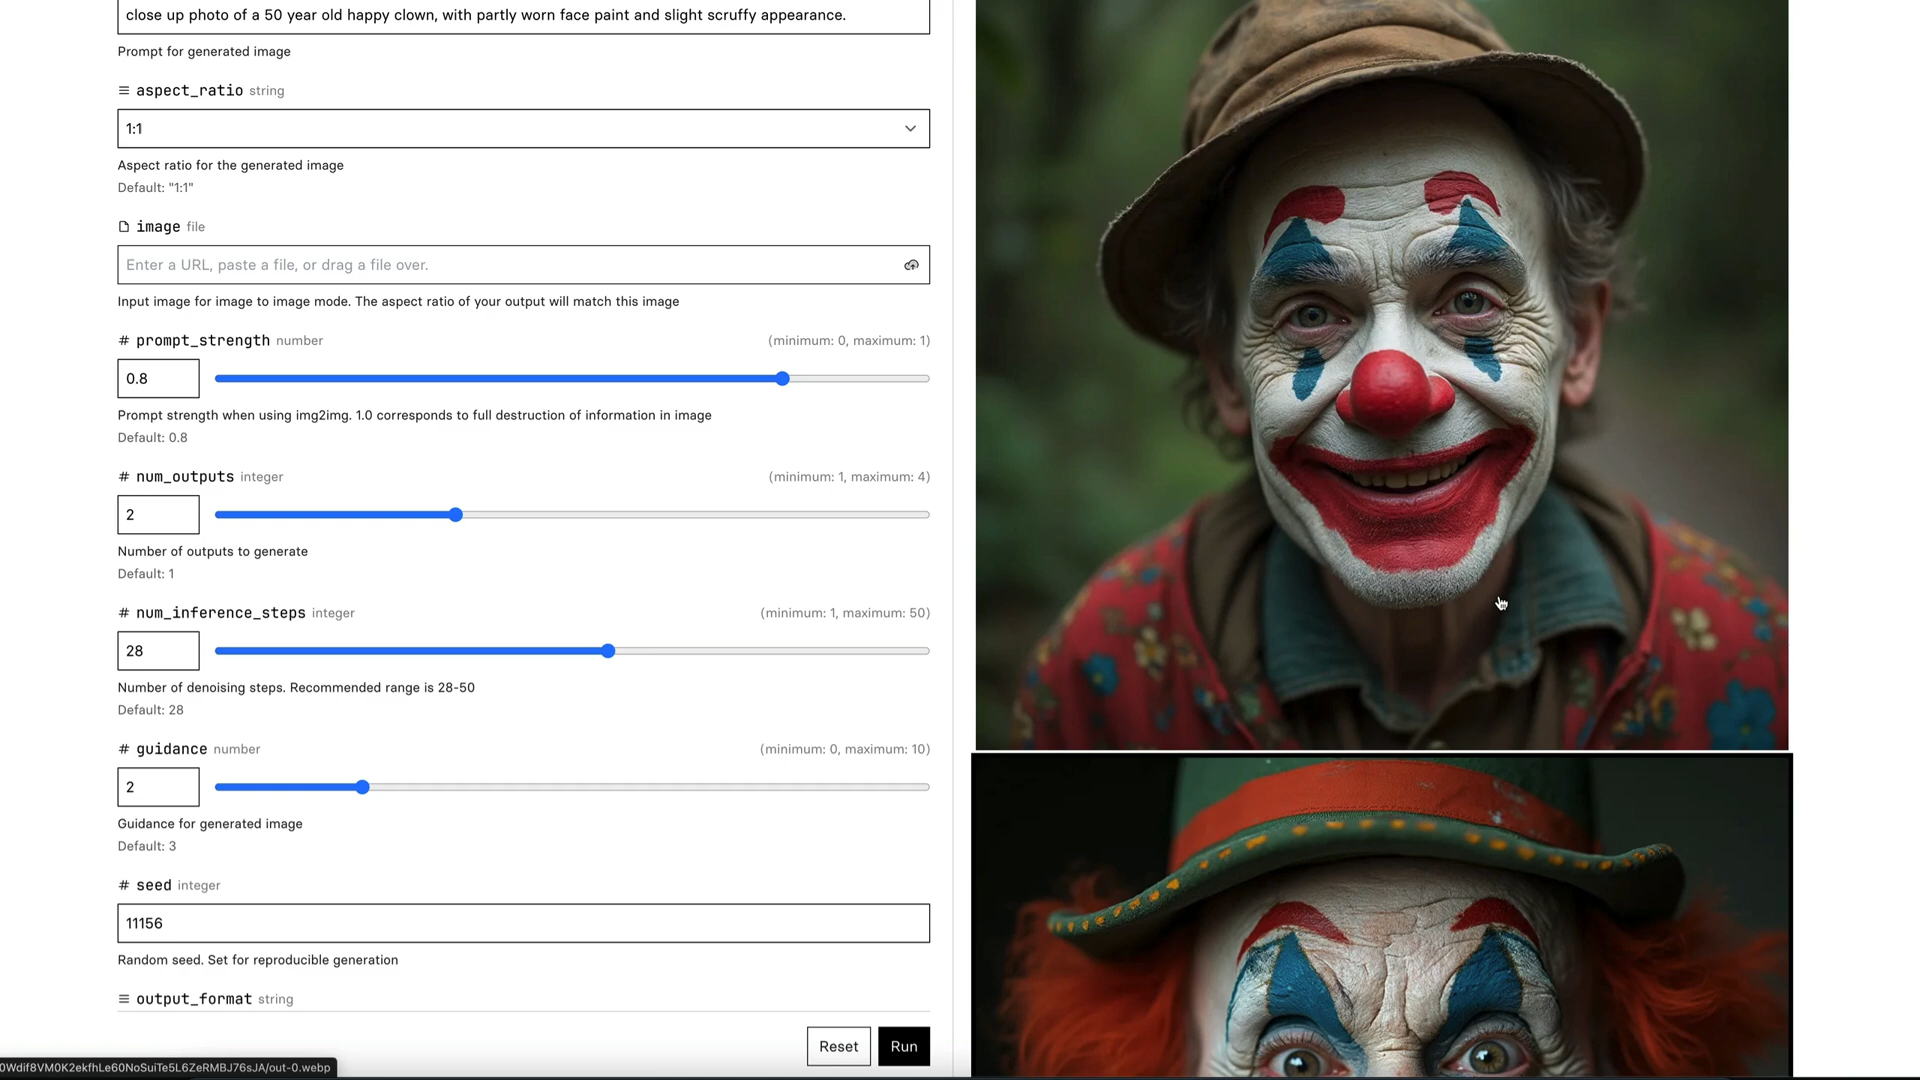 close up photo of a 50 year old happy clown, with partly worn face paint and slight scruffy appearance.
Prompt for generated image
aspect_ratio string
1:1
Aspect ratio for the generated image
Default: "1:1"
image file
Enter a URL, paste a file, or drag a file over.
Input image for image to image mode. The aspect ratio of your output will match this image
# prompt_strength number (minimum: 0, maximum: 1)
0.8
Prompt strength when using img2img. 1.0 corresponds to full destruction of information in image
Default: 0.8
# num_outputs integer (minimum: 1, maximum: 4)
2
Number of outputs to generate
Default: 1
# num_inference_steps integer (minimum: 1, maximum: 50)
28
Number of denoising steps. Recommended range is 28-50
Default: 28
# guidance number (minimum: 0, maximum: 10)
2
Guidance for generated image
Default: 3
# seed integer
11156
Random seed. Set for reproducible generation
output_format string
Reset Run
0Wdif8VM0K2ekfhLe60NoSuiTe5L6ZeRMBJ76sJA/out-0.webp